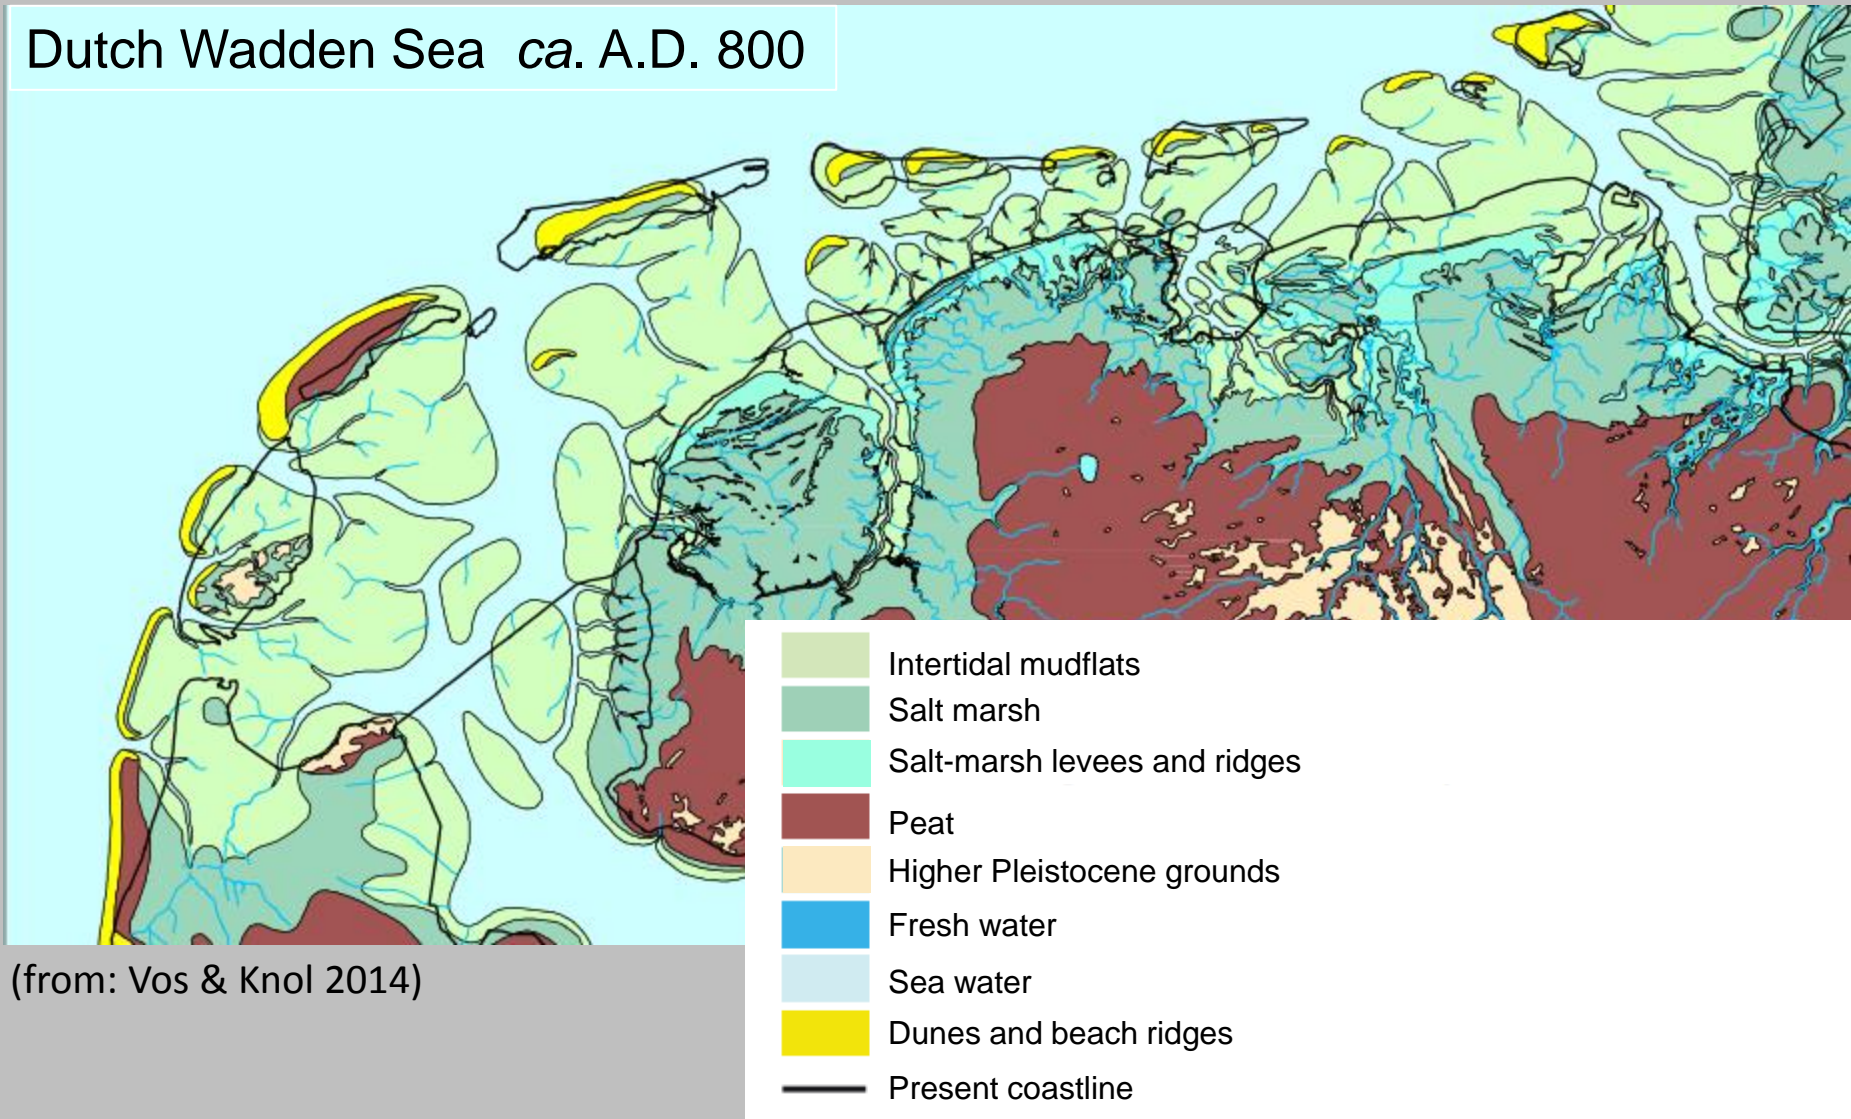 Dutch Wadden Sea ca. A.D. 800
Intertidal mudflats
Salt marsh
Salt-marsh levees and ridges
Peat
Higher Pleistocene grounds
Fresh water
Sea water
Dunes and beach ridges
Present coastline
(from: Vos & Knol 2014)